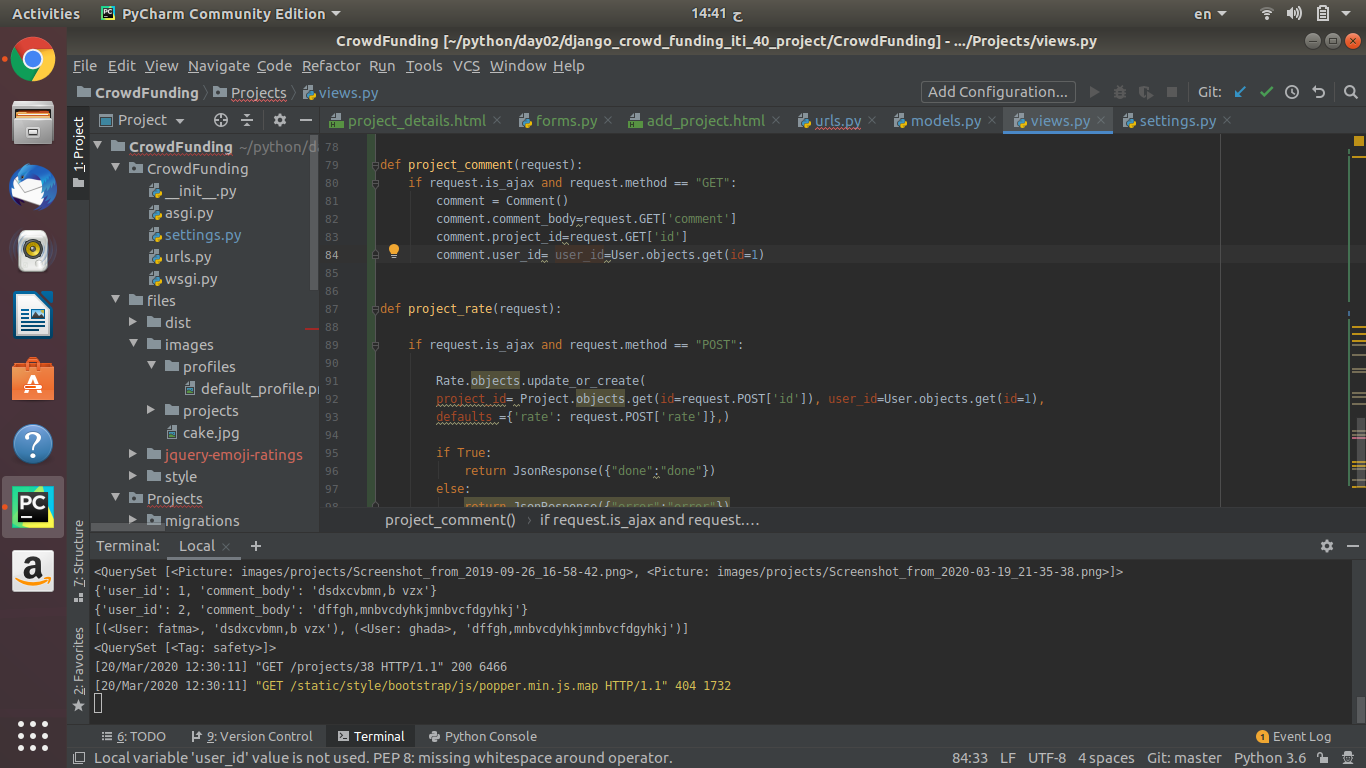 Activities PyCharm Community Edition 14:41 ج en
CrowdFunding [~/python/day02/django_crowd_funding_iti_40_project/CrowdFunding] - .../Projects/views.py
File Edit View Navigate Code Refactor Run Tools VCS Window Help
CrowdFunding Projects views.py Add Configuration... Git:
1: Project
Project
project_details.html forms.py add_project.html urls.py models.py views.py settings.py
CrowdFunding ~/python/d
CrowdFunding
__init__.py
asgi.py
settings.py
urls.py
wsgi.py
files
dist
images
profiles
default_profile.pr
projects
cake.jpg
jquery-emoji-ratings
style
Projects
migrations
78
79 def project_comment(request):
80 if request.is_ajax and request.method == "GET":
81 comment = Comment()
82 comment.comment_body=request.GET['comment']
83 comment.project_id=request.GET['id']
84 comment.user_id= user_id=User.objects.get(id=1)
85
86
87 def project_rate(request):
88
89 if request.is_ajax and request.method == "POST":
90
91 Rate.objects.update_or_create(
92 project_id= Project.objects.get(id=request.POST['id']), user_id=User.objects.get(id=1),
93 defaults ={'rate': request.POST['rate']},)
94
95 if True:
96 return JsonResponse({"done":"done"})
97 else:
98 return JsonResponse({"error":"error"})
project_comment() › if request.is_ajax and request....
7: Structure
2: Favorites
Terminal: Local × +
<QuerySet [<Picture: images/projects/Screenshot_from_2019-09-26_16-58-42.png>, <Picture: images/projects/Screenshot_from_2020-03-19_21-35-38.png>]>
{'user_id': 1, 'comment_body': 'dsdxcvbmn,b vzx'}
{'user_id': 2, 'comment_body': 'dffgh,mnbvcdyhkjmnbvcfdgyhkj'}
[(<User: fatma>, 'dsdxcvbmn,b vzx'), (<User: ghada>, 'dffgh,mnbvcdyhkjmnbvcfdgyhkj')]
<QuerySet [<Tag: safety>]>
[20/Mar/2020 12:30:11] "GET /projects/38 HTTP/1.1" 200 6466
[20/Mar/2020 12:30:11] "GET /static/style/bootstrap/js/popper.min.js.map HTTP/1.1" 404 1732
6: TODO 9: Version Control Terminal Python Console 1 Event Log
Local variable 'user_id' value is not used. PEP 8: missing whitespace around operator. 84:33 LF UTF-8 4 spaces Git: master Python 3.6